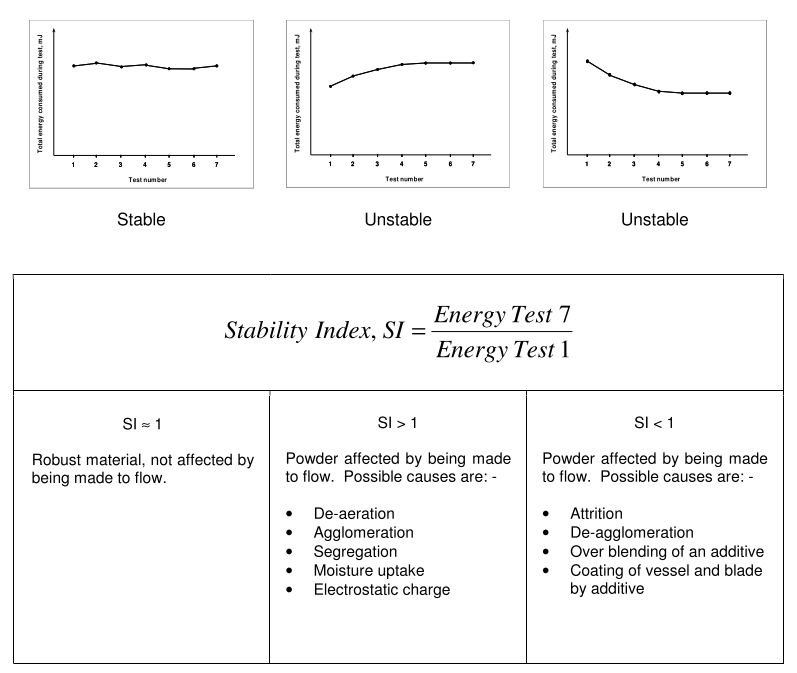 Total energy consumed during test, mJ
1 2 3 4 5 6 7
Test number
Stable
Total energy consumed during test, mJ
1 2 3 4 5 6 7
Test number
Unstable
Total energy consumed during test, mJ
1 2 3 4 5 6 7
Test number
Unstable
Stability Index, SI = Energy Test 7
Energy Test 1
SI ≈ 1
Robust material, not affected by
being made to flow.
SI > 1
Powder affected by being made
to flow. Possible causes are: -
• De-aeration
• Agglomeration
• Segregation
• Moisture uptake
• Electrostatic charge
SI < 1
Powder affected by being made
to flow. Possible causes are: -
• Attrition
• De-agglomeration
• Over blending of an additive
• Coating of vessel and blade
by additive